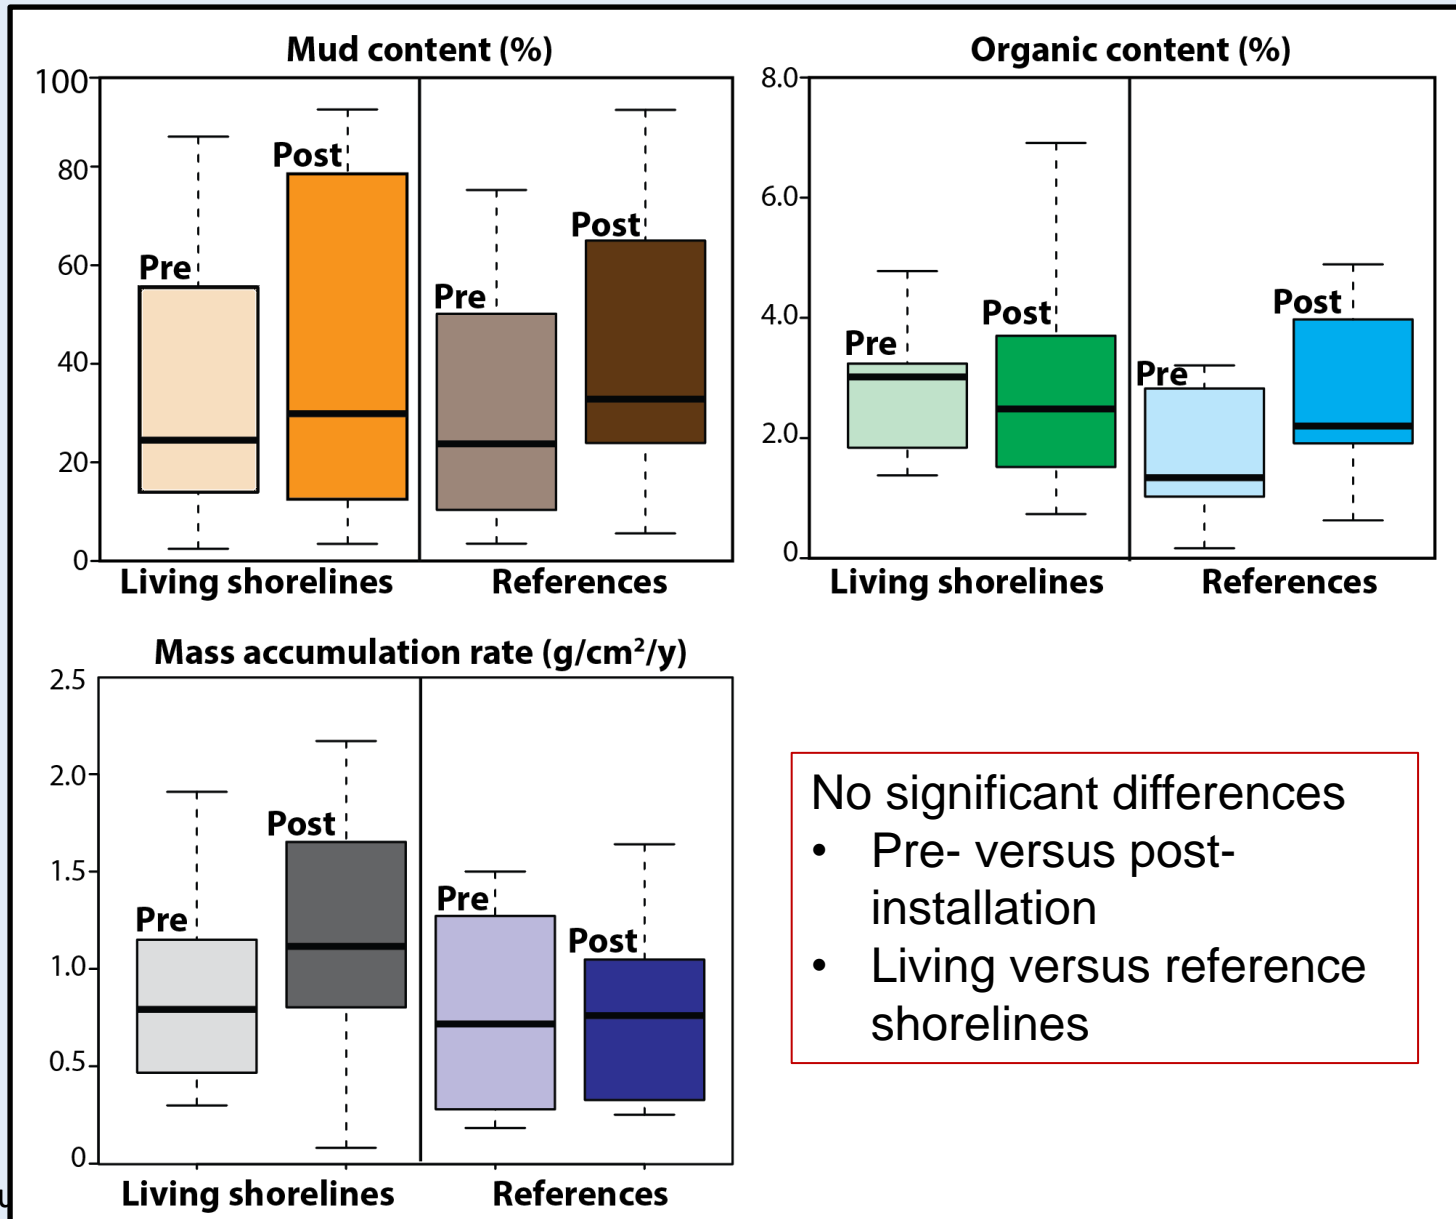 Mud content (%)
100
80
60
40
20
0
Pre
Post
Pre
Post
Living shorelines
References
Organic content (%)
8.0
6.0
4.0
2.0
0
Pre
Post
Pre
Post
Living shorelines
References
Mass accumulation rate (g/cm²/y)
2.5
2.0
1.5
1.0
0.5
0
Pre
Post
Pre
Post
Living shorelines
References
No significant differences
• Pre- versus post-
installation
• Living versus reference
shorelines